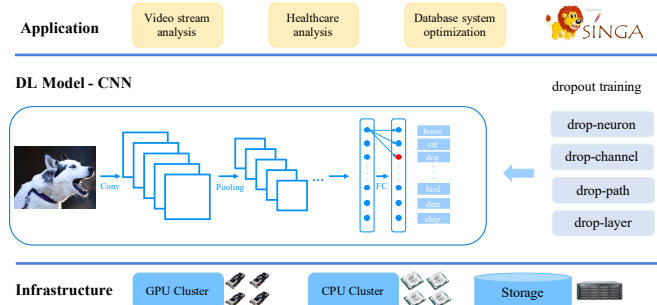 Application
Video stream
analysis
Healthcare
analysis
Database system
optimization
SINGA
DL Model - CNN
dropout training
Conv
Pooling
...
FC
horse
cat
dog
bird
deer
ship
drop-neuron
drop-channel
drop-path
drop-layer
Infrastructure
GPU Cluster
CPU Cluster
Storage